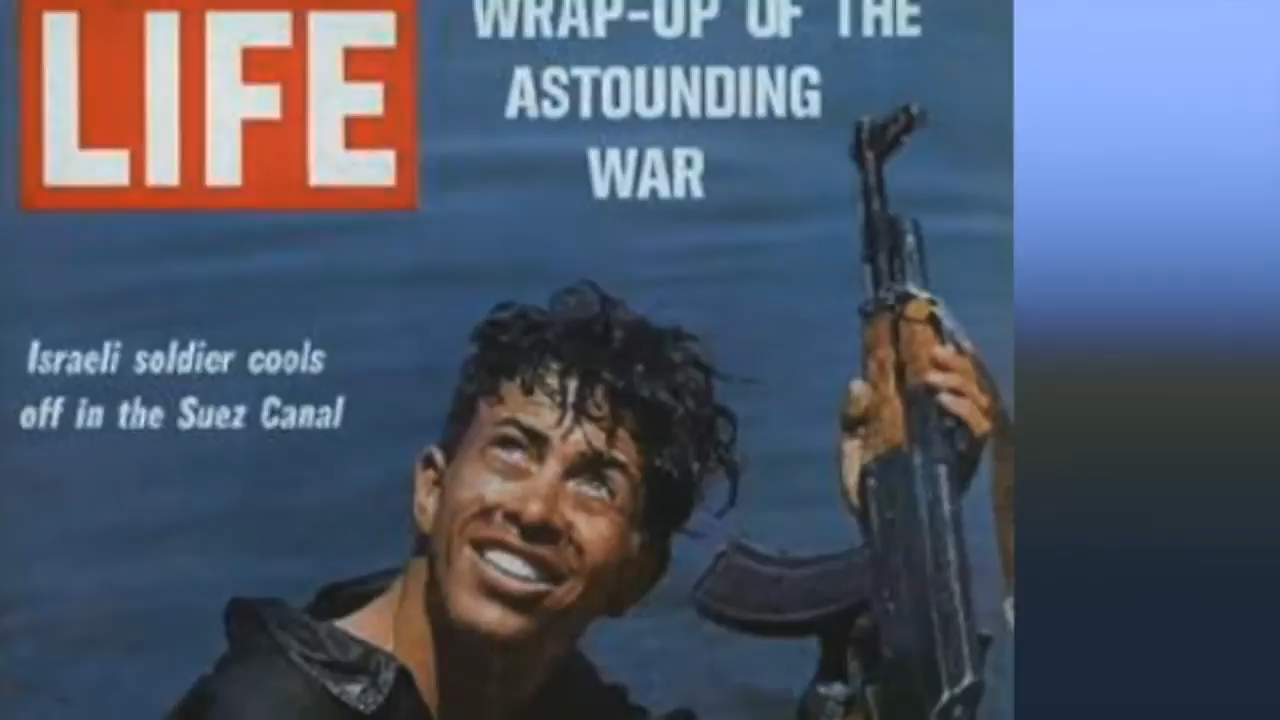 LIFE
WRAP-UP OF THE
ASTOUNDING
WAR
Israeli soldier cools
off in the Suez Canal